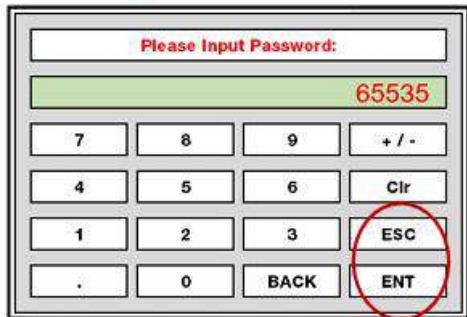 Please Input Password:
65535
7 8 9 + / -
4 5 6 Clr
1 2 3 ESC
. 0 BACK ENT